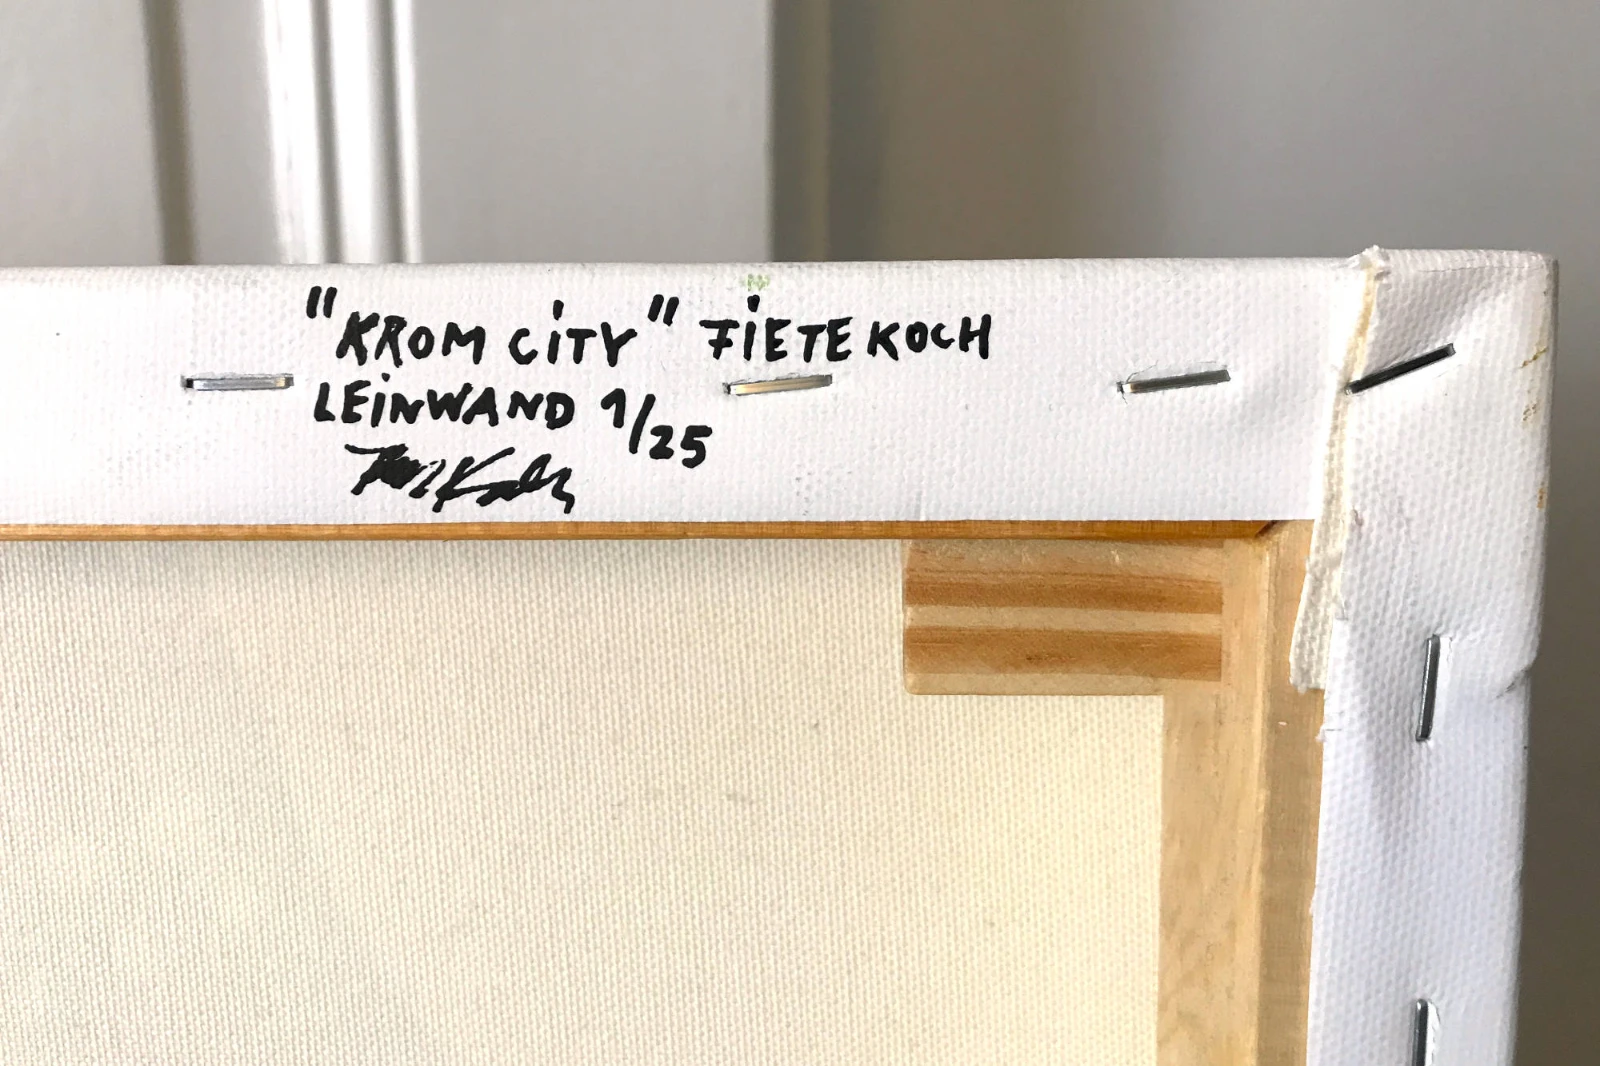 "KROM CiTY" FiETE KOCH
LEiNWAND 1/25